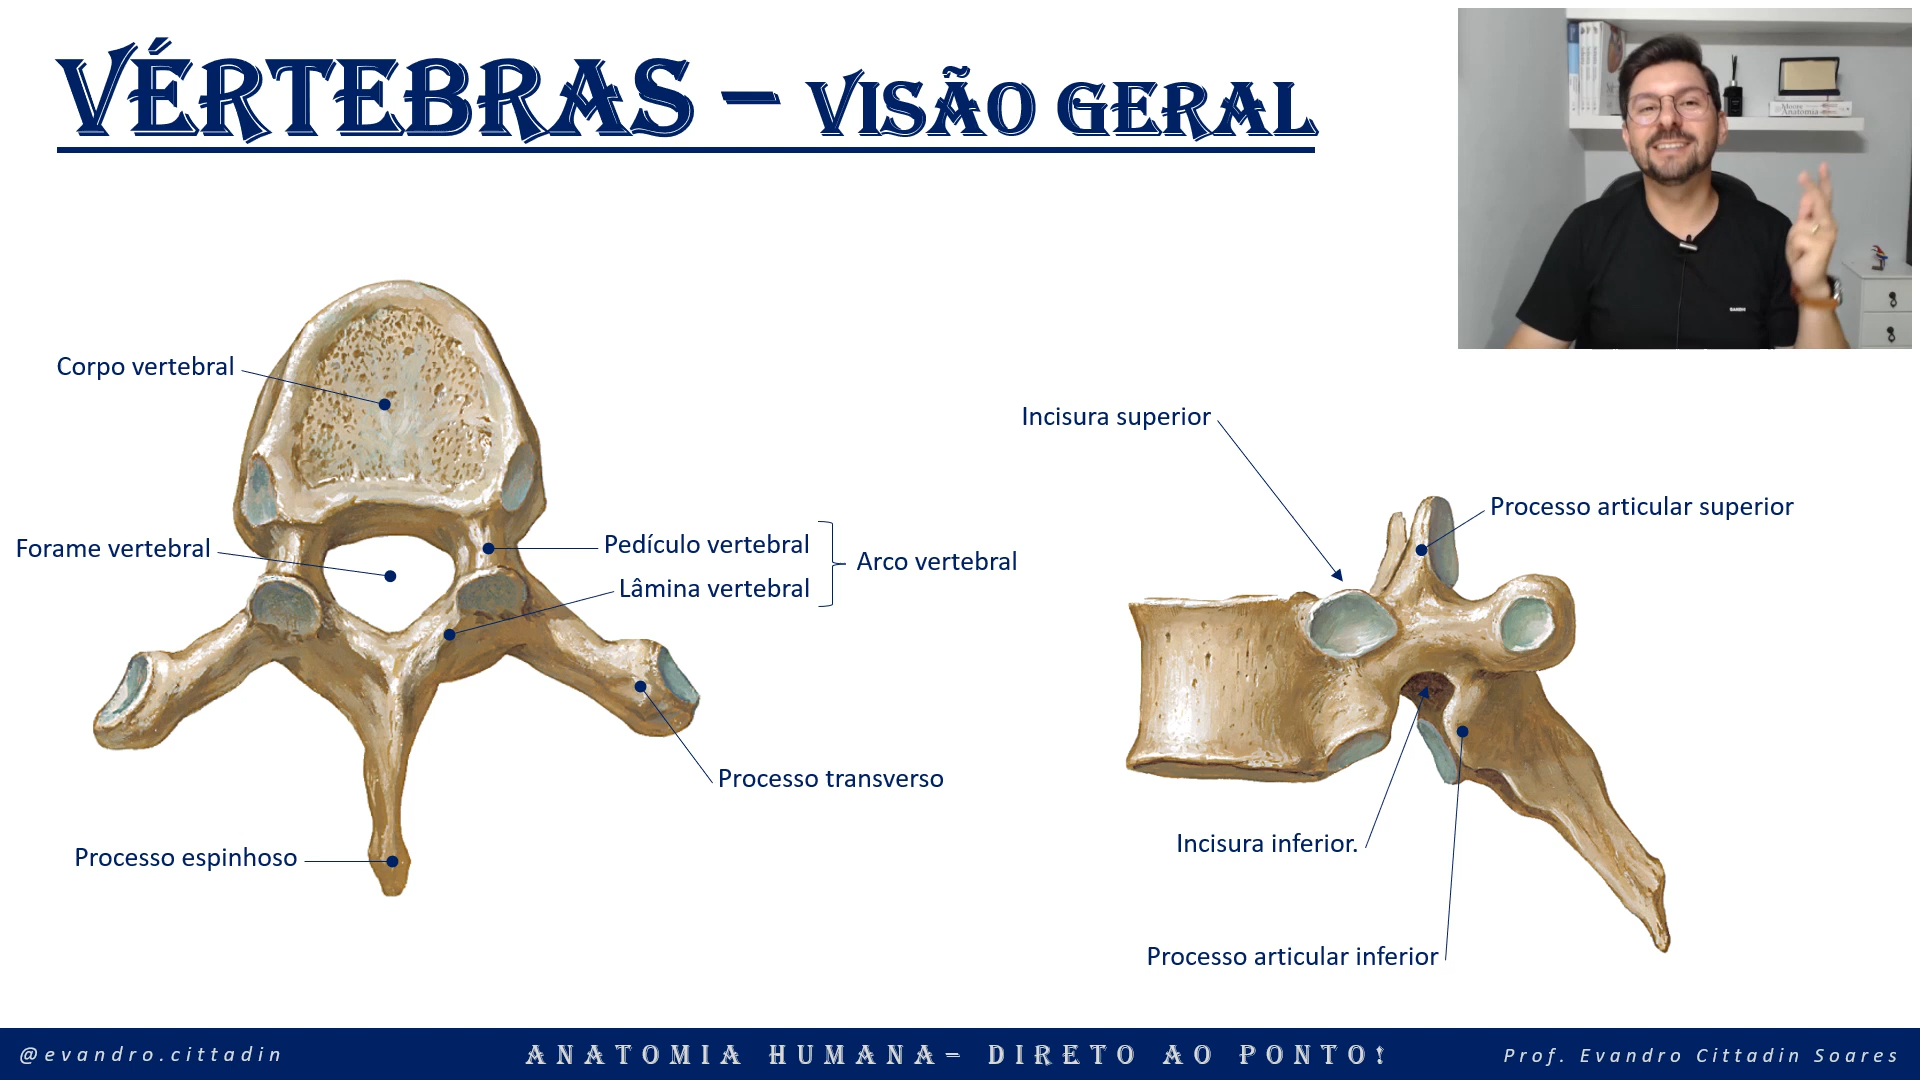 VÉRTEBRAS – VISÃO GERAL
Corpo vertebral
Forame vertebral
Pedículo vertebral
Lâmina vertebral
Arco vertebral
Processo transverso
Processo espinhoso
Incisura superior
Processo articular superior
Incisura inferior.
Processo articular inferior
@evandro.cittadin
ANATOMIA HUMANA– DIRETO AO PONTO!
Prof. Evandro Cittadin Soares